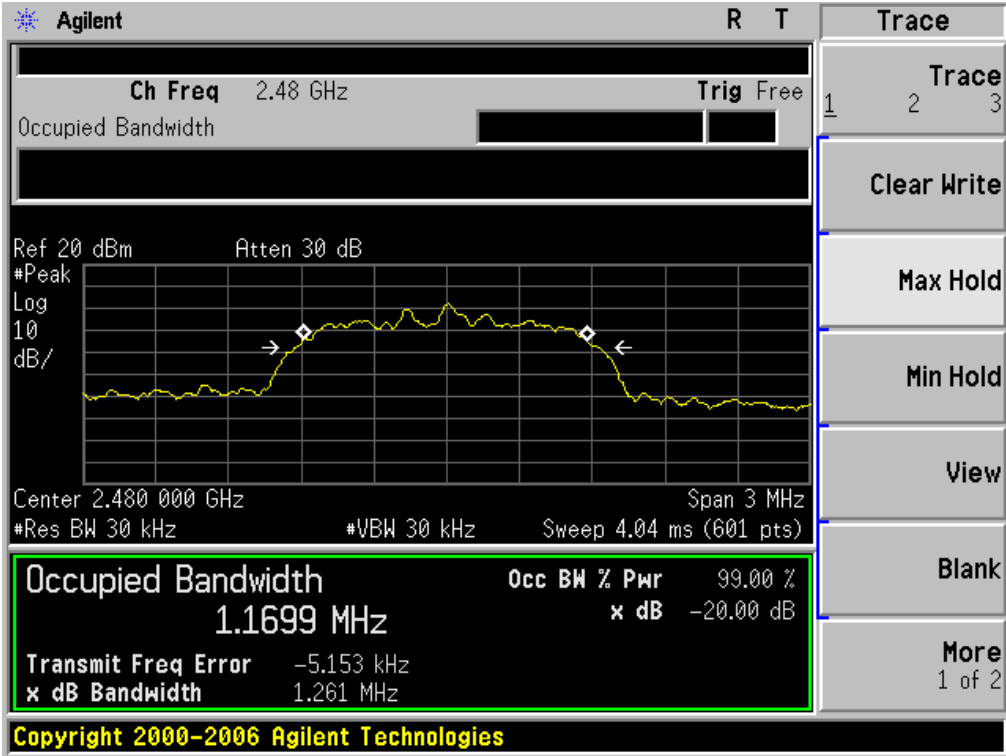 Agilent R T
Trace
Ch Freq 2.48 GHz Trig Free
Occupied Bandwidth
Trace
1 2 3
Clear Write
Max Hold
Min Hold
View
Blank
More
1 of 2
Ref 20 dBm Atten 30 dB
#Peak
Log
10
dB/
Center 2.480 000 GHz Span 3 MHz
#Res BW 30 kHz #VBW 30 kHz Sweep 4.04 ms (601 pts)
Occupied Bandwidth
1.1699 MHz
Occ BW % Pwr 99.00 %
x dB -20.00 dB
Transmit Freq Error -5.153 kHz
x dB Bandwidth 1.261 MHz
Copyright 2000-2006 Agilent Technologies